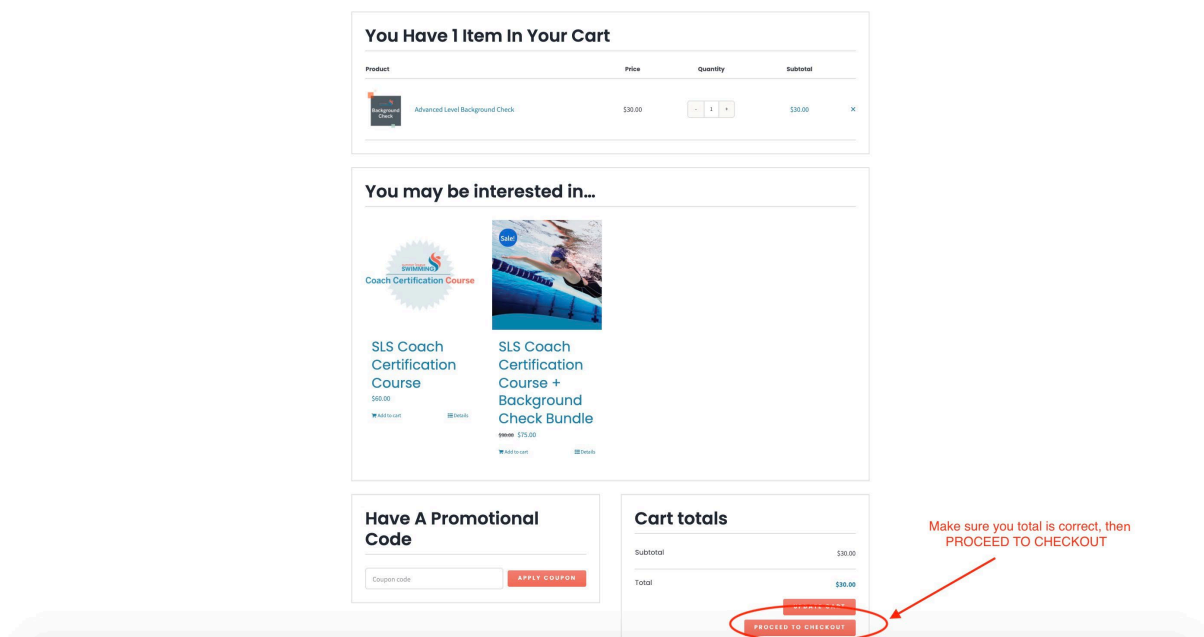 You Have 1 Item In Your Cart
Product Price Quantity Subtotal
Background
Check
Advanced Level Background Check $30.00 - 1 + $30.00 ×
You may be interested in...
SWIMMING
Coach Certification Course
Sale!
SLS Coach
Certification
Course
$60.00
Add to cart Details
SLS Coach
Certification
Course +
Background
Check Bundle
$90.00 $75.00
Add to cart Details
Have A Promotional
Code
Coupon code APPLY COUPON
Cart totals
Subtotal $30.00
Total $30.00
UPDATE CART
PROCEED TO CHECKOUT
Make sure you total is correct, then
PROCEED TO CHECKOUT